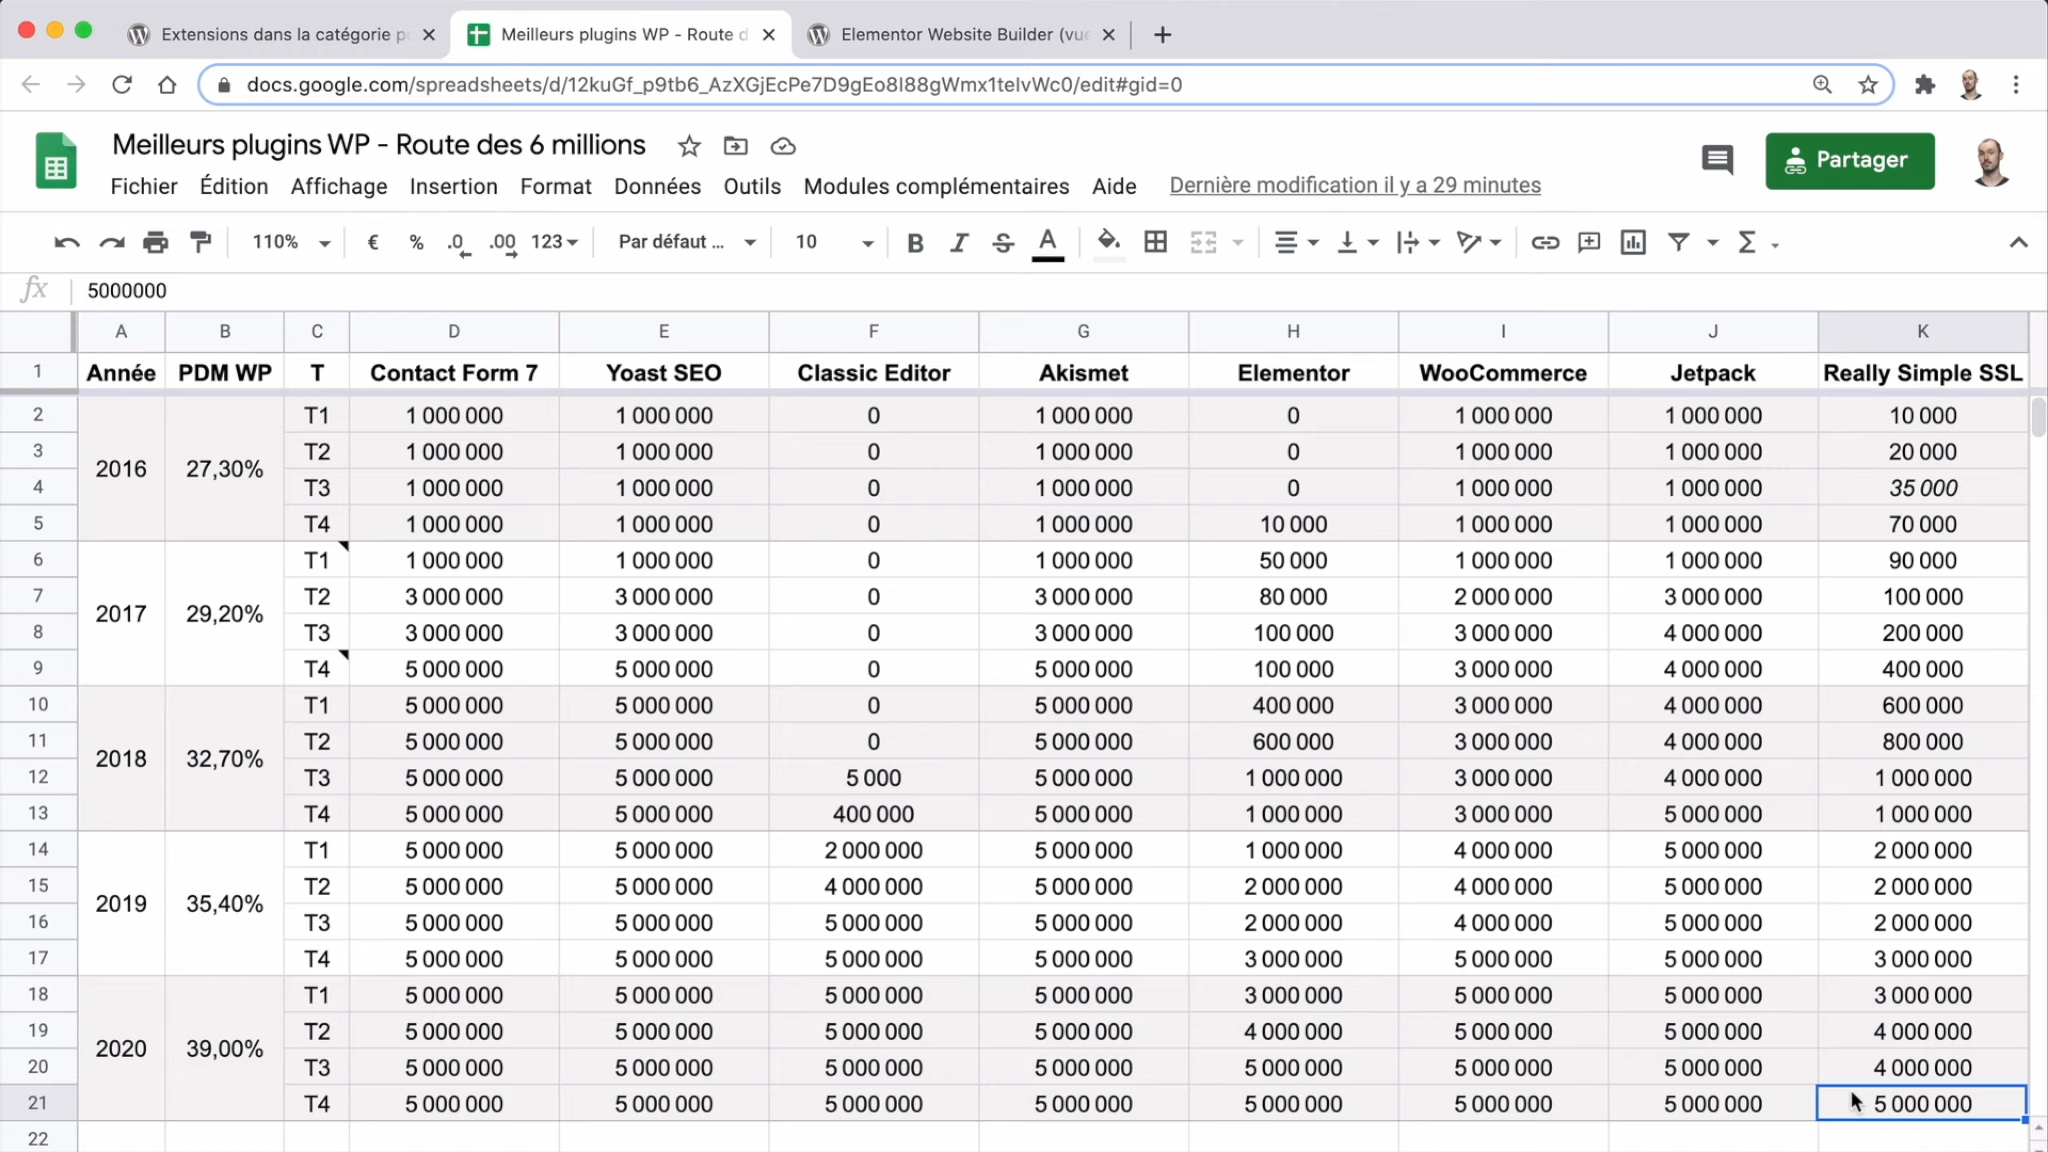 Extensions dans la catégorie
Meilleurs plugins WP - Route d
Elementor Website Builder (vue
docs.google.com/spreadsheets/d/12kuGf_p9tb6_AzXGjEcPe7D9gEo8l88gWmx1teIvWc0/edit#gid=0
Meilleurs plugins WP - Route des 6 millions
Partager
Fichier Édition Affichage Insertion Format Données Outils Modules complémentaires Aide Dernière modification il y a 29 minutes
110% € % .0 .00 123 Par défaut ... 10 B I S A Σ
fx 5000000
A B C D E F G H I J K
1 Année PDM WP T Contact Form 7 Yoast SEO Classic Editor Akismet Elementor WooCommerce Jetpack Really Simple SSL
2 T1 1 000 000 1 000 000 0 1 000 000 0 1 000 000 1 000 000 10 000
3 T2 1 000 000 1 000 000 0 1 000 000 0 1 000 000 1 000 000 20 000
2016 27,30%
4 T3 1 000 000 1 000 000 0 1 000 000 0 1 000 000 1 000 000 35 000
5 T4 1 000 000 1 000 000 0 1 000 000 10 000 1 000 000 1 000 000 70 000
6 T1 1 000 000 1 000 000 0 1 000 000 50 000 1 000 000 1 000 000 90 000
7 T2 3 000 000 3 000 000 0 3 000 000 80 000 2 000 000 3 000 000 100 000
2017 29,20%
8 T3 3 000 000 3 000 000 0 3 000 000 100 000 3 000 000 4 000 000 200 000
9 T4 5 000 000 5 000 000 0 5 000 000 100 000 3 000 000 4 000 000 400 000
10 T1 5 000 000 5 000 000 0 5 000 000 400 000 3 000 000 4 000 000 600 000
11 T2 5 000 000 5 000 000 0 5 000 000 600 000 3 000 000 4 000 000 800 000
2018 32,70%
12 T3 5 000 000 5 000 000 5 000 5 000 000 1 000 000 3 000 000 4 000 000 1 000 000
13 T4 5 000 000 5 000 000 400 000 5 000 000 1 000 000 3 000 000 5 000 000 1 000 000
14 T1 5 000 000 5 000 000 2 000 000 5 000 000 1 000 000 4 000 000 5 000 000 2 000 000
15 T2 5 000 000 5 000 000 4 000 000 5 000 000 2 000 000 4 000 000 5 000 000 2 000 000
2019 35,40%
16 T3 5 000 000 5 000 000 5 000 000 5 000 000 2 000 000 4 000 000 5 000 000 2 000 000
17 T4 5 000 000 5 000 000 5 000 000 5 000 000 3 000 000 5 000 000 5 000 000 3 000 000
18 T1 5 000 000 5 000 000 5 000 000 5 000 000 3 000 000 5 000 000 5 000 000 3 000 000
19 T2 5 000 000 5 000 000 5 000 000 5 000 000 4 000 000 5 000 000 5 000 000 4 000 000
2020 39,00%
20 T3 5 000 000 5 000 000 5 000 000 5 000 000 5 000 000 5 000 000 5 000 000 4 000 000
21 T4 5 000 000 5 000 000 5 000 000 5 000 000 5 000 000 5 000 000 5 000 000 5 000 000
22